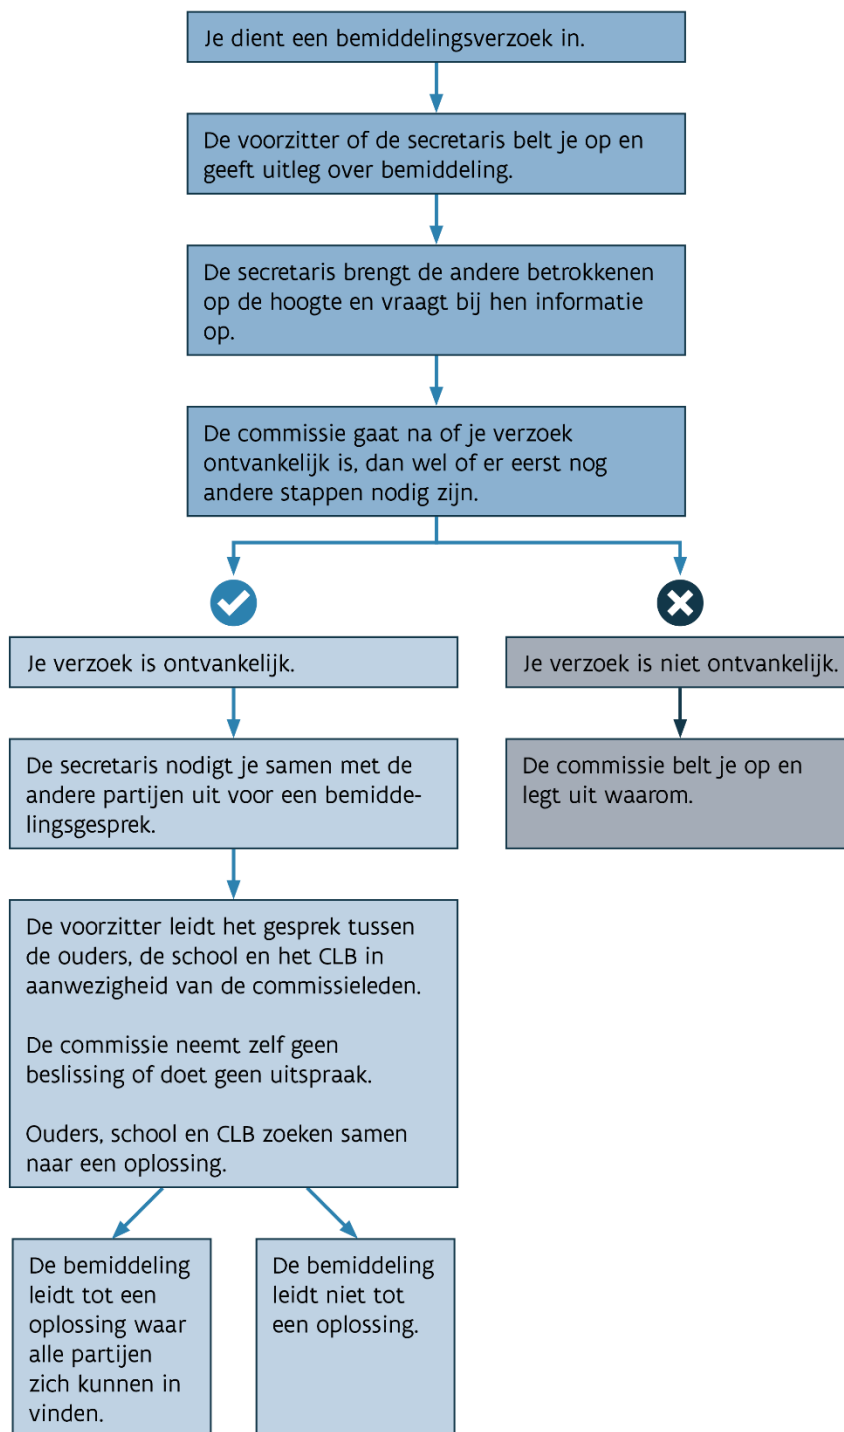 Je dient een bemiddelingsverzoek in.
De voorzitter of de secretaris belt je op en
geeft uitleg over bemiddeling.
De secretaris brengt de andere betrokkenen
op de hoogte en vraagt bij hen informatie
op.
De commissie gaat na of je verzoek
ontvankelijk is, dan wel of er eerst nog
andere stappen nodig zijn.
Je verzoek is ontvankelijk.
De secretaris nodigt je samen met de
andere partijen uit voor een bemidde-
lingsgesprek.
De voorzitter leidt het gesprek tussen
de ouders, de school en het CLB in
aanwezigheid van de commissieleden.
De commissie neemt zelf geen
beslissing of doet geen uitspraak.
Ouders, school en CLB zoeken samen
naar een oplossing.
De bemiddeling
leidt tot een
oplossing waar
alle partijen
zich kunnen in
vinden.
De bemiddeling
leidt niet tot
een oplossing.
Je verzoek is niet ontvankelijk.
De commissie belt je op en
legt uit waarom.